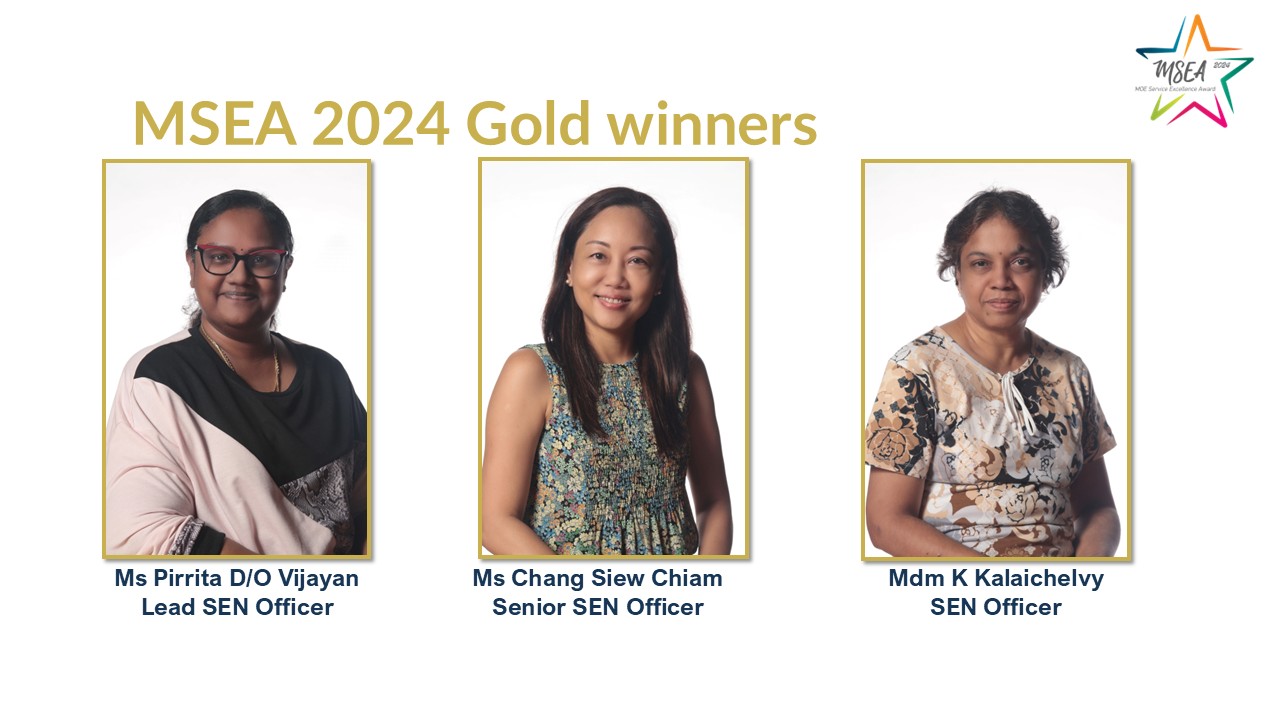 MSEA 2024
MOE Service Excellence Award
MSEA 2024 Gold winners
Ms Pirrita D/O Vijayan
Lead SEN Officer
Ms Chang Siew Chiam
Senior SEN Officer
Mdm K Kalaichelvy
SEN Officer